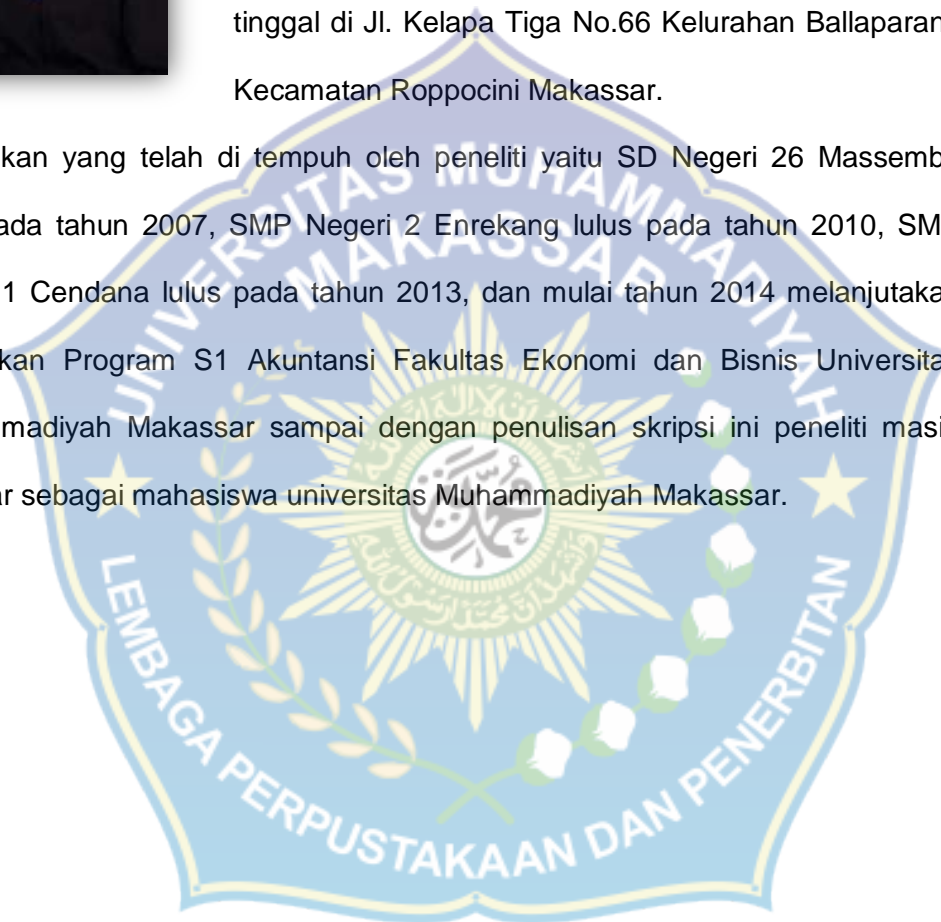 tinggal di Jl. Kelapa Tiga No.66 Kelurahan Ballaparan
Kecamatan Roppocini Makassar.
kan yang telah di tempuh oleh peneliti yaitu SD Negeri 26 Massemb
ada tahun 2007, SMP Negeri 2 Enrekang lulus pada tahun 2010, SM
1 Cendana lulus pada tahun 2013, dan mulai tahun 2014 melanjutaka
kan Program S1 Akuntansi Fakultas Ekonomi dan Bisnis Universita
madiyah Makassar sampai dengan penulisan skripsi ini peneliti masi
ar sebagai mahasiswa universitas Muhammadiyah Makassar.
UNIVERSITAS MUHAMMADIYAH
MAKASSAR
LEMBAGA PERPUSTAKAAN DAN PENERBITAN